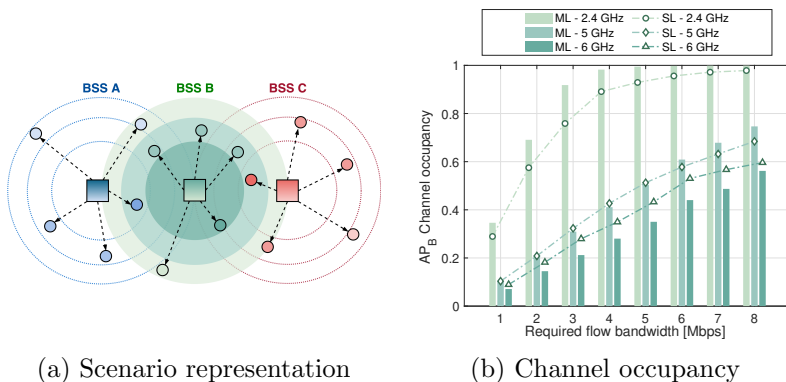 BSS A
BSS B
BSS C
(a) Scenario representation
ML - 2.4 GHz
ML - 5 GHz
ML - 6 GHz
SL - 2.4 GHz
SL - 5 GHz
SL - 6 GHz
AP_B Channel occupancy
1
0.8
0.6
0.4
0.2
0
1 2 3 4 5 6 7 8
Required flow bandwidth [Mbps]
(b) Channel occupancy